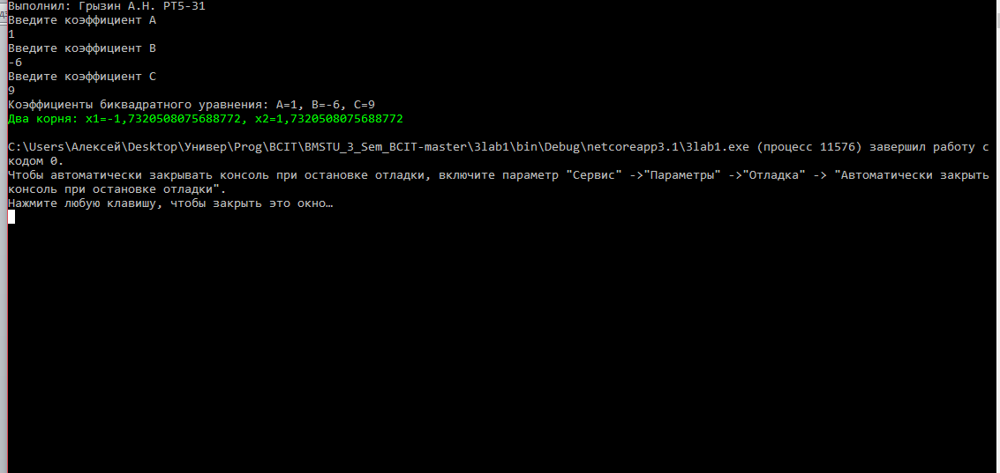 Выполнил: Грызин А.Н. РТ5-31
Введите коэффициент A
1
Введите коэффициент B
-6
Введите коэффициент C
9
Коэффициенты биквадратного уравнения: A=1, B=-6, C=9
Два корня: x1=-1,7320508075688772, x2=1,7320508075688772
C:\Users\Алексей\Desktop\Универ\Prog\BCIT\BMSTU_3_Sem_BCIT-master\3lab1\bin\Debug\netcoreapp3.1\3lab1.exe (процесс 11576) завершил работу с
кодом 0.
Чтобы автоматически закрывать консоль при остановке отладки, включите параметр "Сервис" ->"Параметры" ->"Отладка" -> "Автоматически закрыть
консоль при остановке отладки".
Нажмите любую клавишу, чтобы закрыть это окно…